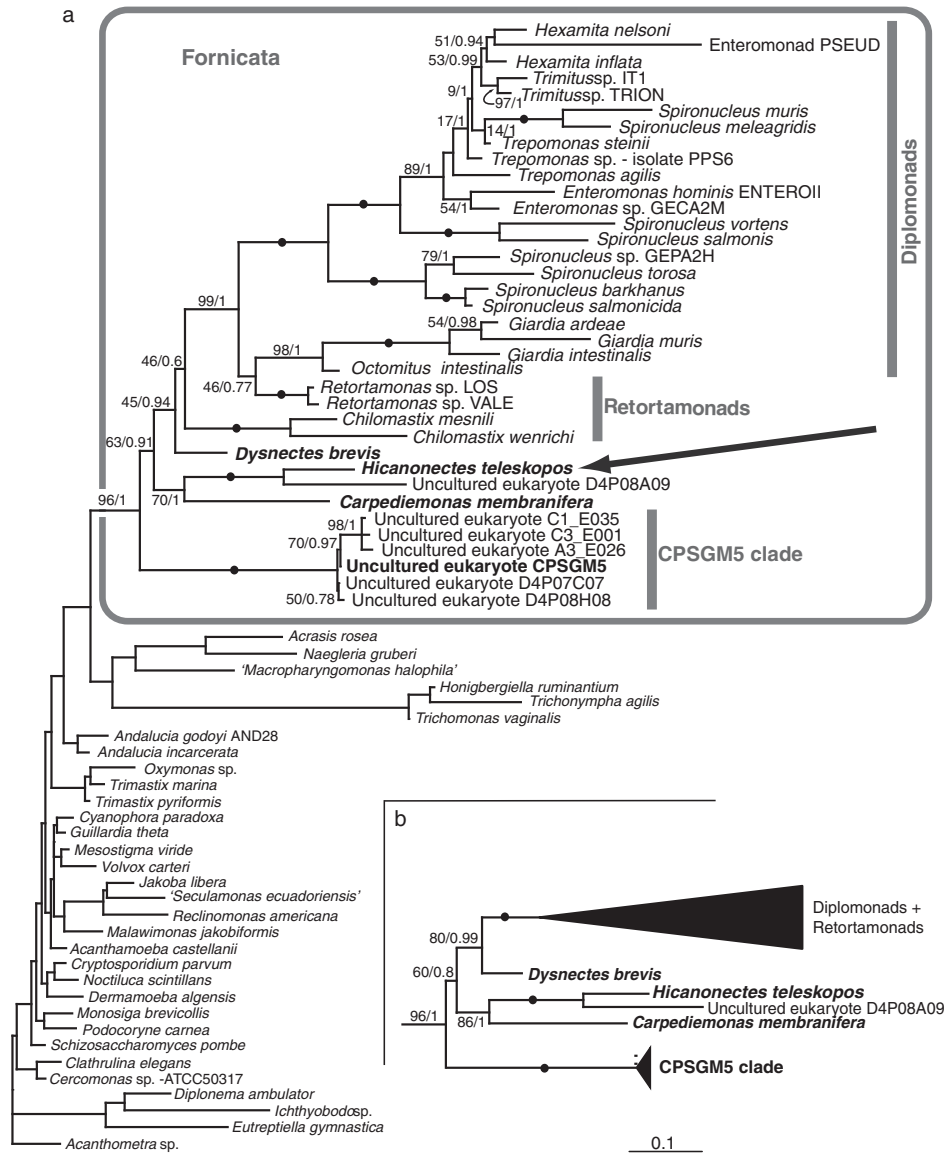 a
Fornicata
51/0.94
Hexamita nelsoni
Enteromonad PSEUD
53/0.99
Hexamita inflata
Trimitussp. IT1
9/1
Trimitussp. TRION
97/1
Spironucleus muris
17/1
14/1
Spironucleus meleagridis
Trepomonas steinii
Trepomonas sp. - isolate PPS6
89/1
Trepomonas agilis
Enteromonas hominis ENTEROII
54/1
Enteromonas sp. GECA2M
Spironucleus vortens
Spironucleus salmonis
Diplomonads
79/1
Spironucleus sp. GEPA2H
Spironucleus torosa
Spironucleus barkhanus
Spironucleus salmonicida
99/1
54/0.98
Giardia ardeae
Giardia muris
98/1
Giardia intestinalis
46/0.6
Octomitus intestinalis
46/0.77
Retortamonas sp. LOS
Retortamonas sp. VALE
Retortamonads
45/0.94
Chilomastix mesnili
Chilomastix wenrichi
63/0.91
Dysnectes brevis
Hicanonectes teleskopos
Uncultured eukaryote D4P08A09
96/1
70/1
Carpediemonas membranifera
98/1
Uncultured eukaryote C1_E035
Uncultured eukaryote C3_E001
70/0.97
Uncultured eukaryote A3_E026
CPSGM5 clade
Uncultured eukaryote CPSGM5
Uncultured eukaryote D4P07C07
50/0.78
Uncultured eukaryote D4P08H08
Acrasis rosea
Naegleria gruberi
'Macropharyngomonas halophila'
Honigbergiella ruminantium
Trichonympha agilis
Trichomonas vaginalis
Andalucia godoyi AND28
Andalucia incarcerata
Oxymonas sp.
Trimastix marina
Trimastix pyriformis
Cyanophora paradoxa
Guillardia theta
Mesostigma viride
Volvox carteri
Jakoba libera
'Seculamonas ecuadoriensis'
Reclinomonas americana
Malawimonas jakobiformis
Acanthamoeba castellanii
Cryptosporidium parvum
Noctiluca scintillans
Dermamoeba algensis
Monosiga brevicollis
Podocoryne carnea
Schizosaccharomyces pombe
Clathrulina elegans
Cercomonas sp. -ATCC50317
Diplonema ambulator
Ichthyobodosp.
Eutreptiella gymnastica
Acanthometra sp.
b
Diplomonads +
Retortamonads
80/0.99
60/0.8
Dysnectes brevis
Hicanonectes teleskopos
Uncultured eukaryote D4P08A09
96/1
86/1
Carpediemonas membranifera
CPSGM5 clade
0.1